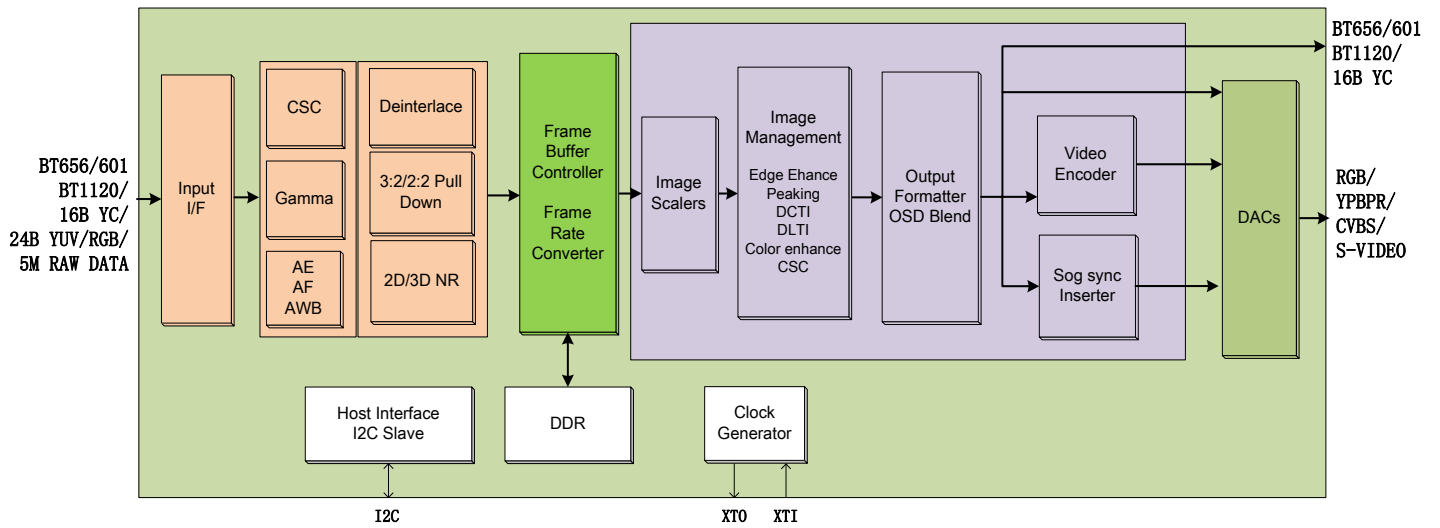 BT656/601
BT1120/
16B YC/
24B YUV/RGB/
5M RAW DATA
Input
I/F
CSC
Gamma
AE
AF
AWB
Deinterlace
3:2/2:2 Pull
Down
2D/3D NR
Frame
Buffer
Controller
Frame
Rate
Converter
Image
Scalers
Image
Management
Edge Ehance
Peaking
DCTI
DLTI
Color enhance
CSC
Output
Formatter
OSD Blend
Video
Encoder
Sog sync
Inserter
DACs
BT656/601
BT1120/
16B YC
RGB/
YPBPR/
CVBS/
S-VIDEO
Host Interface
I2C Slave
DDR
Clock
Generator
I2C
XTO
XTI